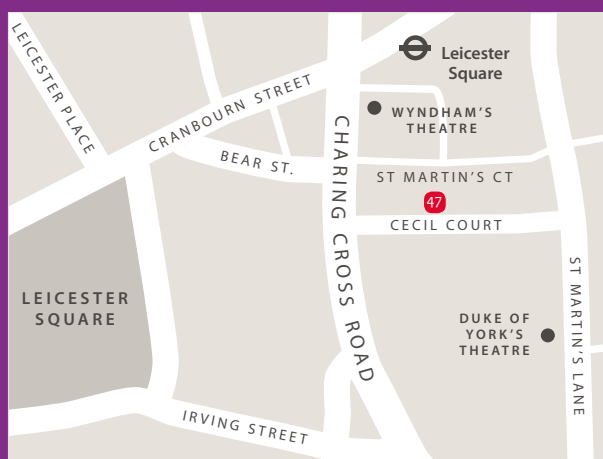 LEICESTER PLACE
CRANBOURN STREET
Leicester
Square
WYNDHAM'S
THEATRE
CHARING CROSS ROAD
BEAR ST.
ST MARTIN'S CT
47
CECIL COURT
LEICESTER
SQUARE
ST MARTIN'S LANE
DUKE OF
YORK'S
THEATRE
IRVING STREET